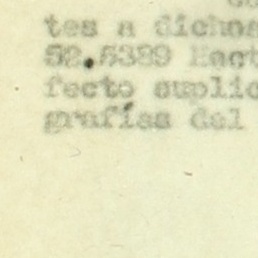 tes a dichos
52.5389 Hect
fecto suplic
grafías del